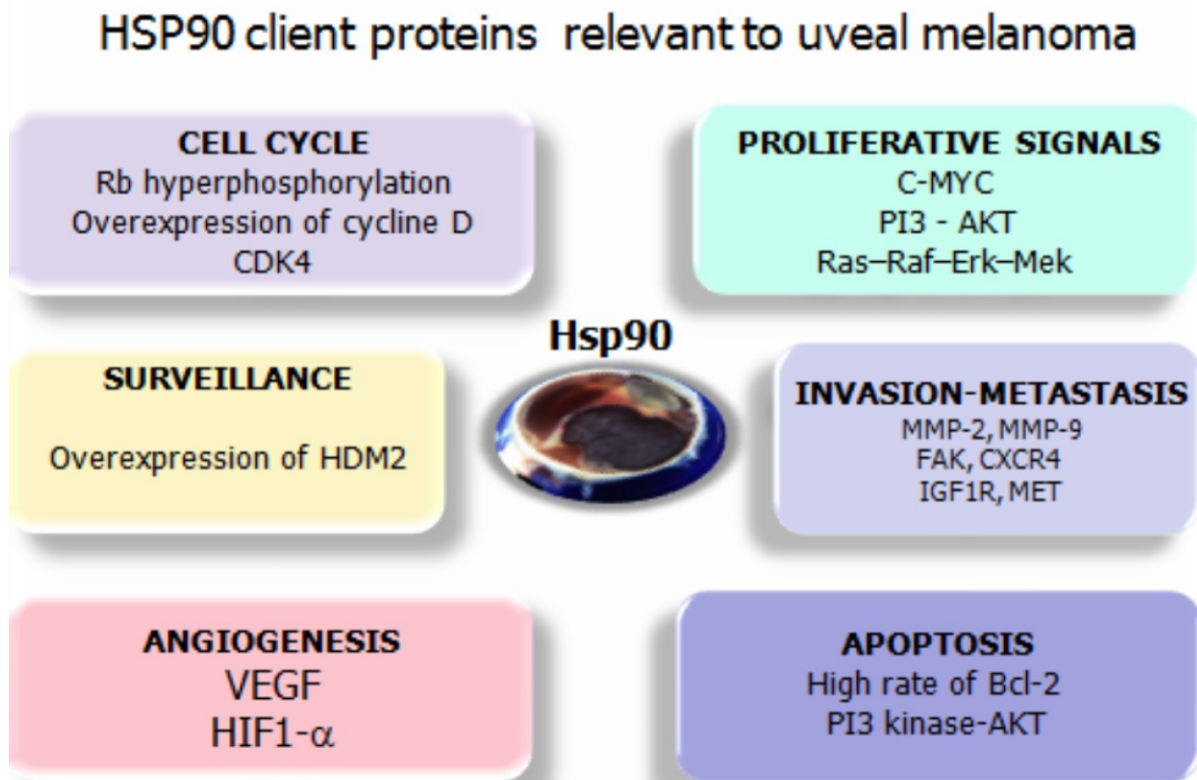 HSP90 client proteins relevant to uveal melanoma
CELL CYCLE
Rb hyperphosphorylation
Overexpression of cycline D
CDK4
PROLIFERATIVE SIGNALS
C-MYC
PI3 - AKT
Ras–Raf–Erk–Mek
Hsp90
SURVEILLANCE
Overexpression of HDM2
INVASION-METASTASIS
MMP-2, MMP-9
FAK, CXCR4
IGF1R, MET
ANGIOGENESIS
VEGF
HIF1-α
APOPTOSIS
High rate of Bcl-2
PI3 kinase-AKT